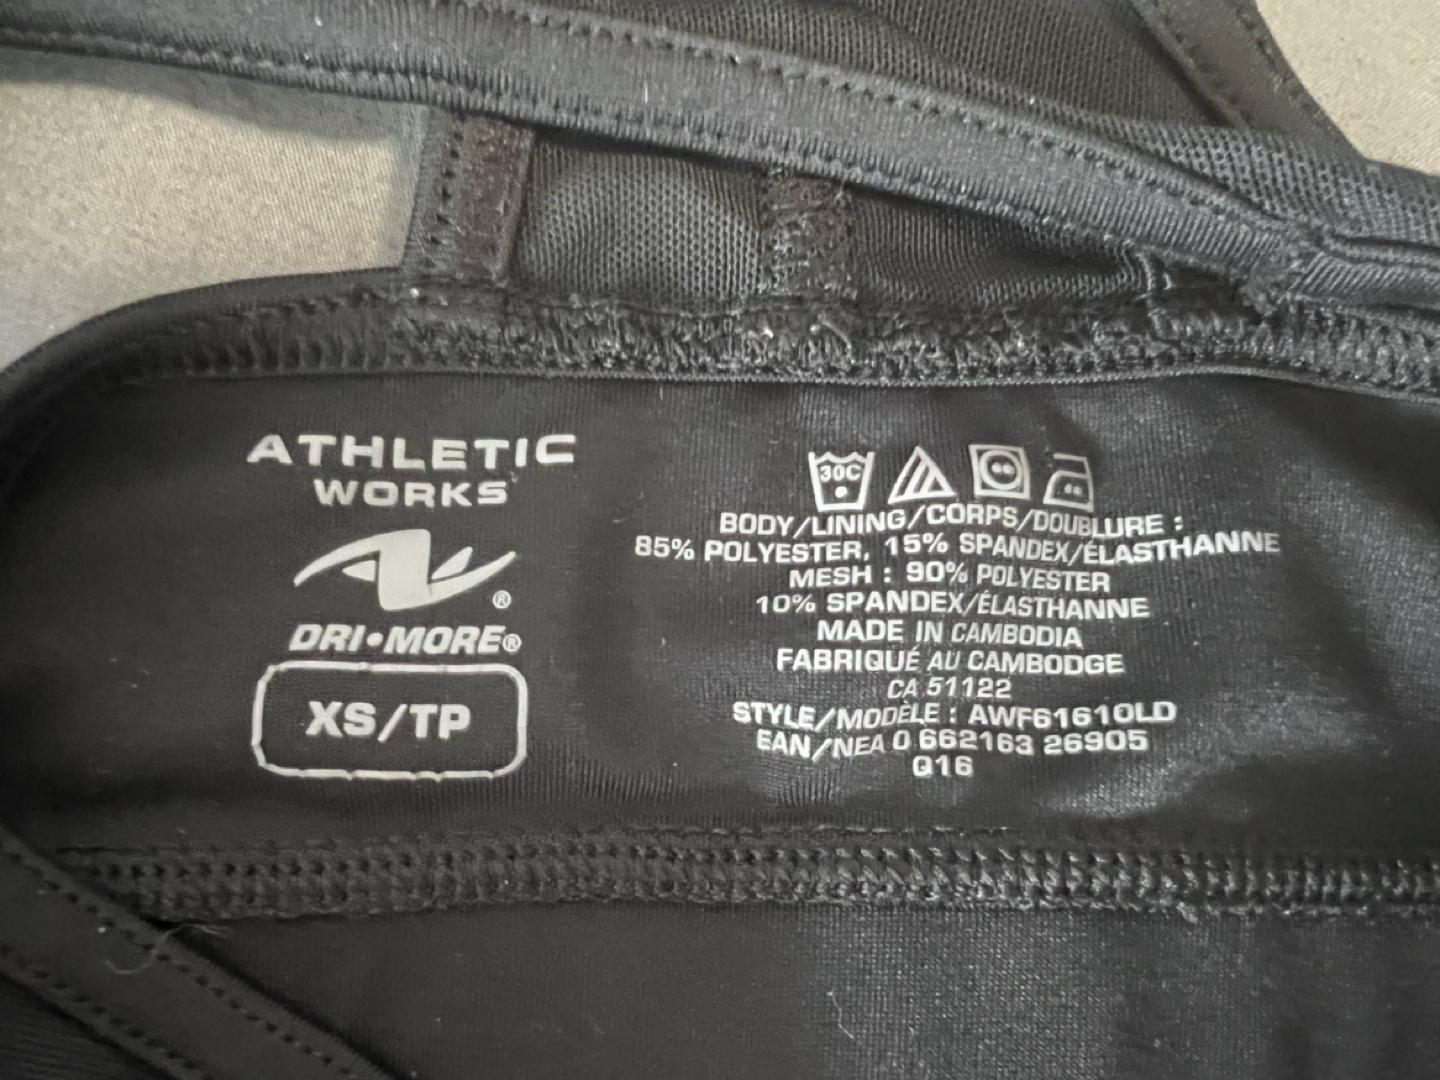 ATHLETIC
WORKS
®
DRI•MORE®
XS/TP
30C
BODY/LINING/CORPS/DOUBLURE :
85% POLYESTER, 15% SPANDEX/ÉLASTHANNE
MESH : 90% POLYESTER
10% SPANDEX/ÉLASTHANNE
MADE IN CAMBODIA
FABRIQUÉ AU CAMBODGE
CA 51122
STYLE/MODÈLE : AWF61610LD
EAN/NEA 0 662163 26905
Q16